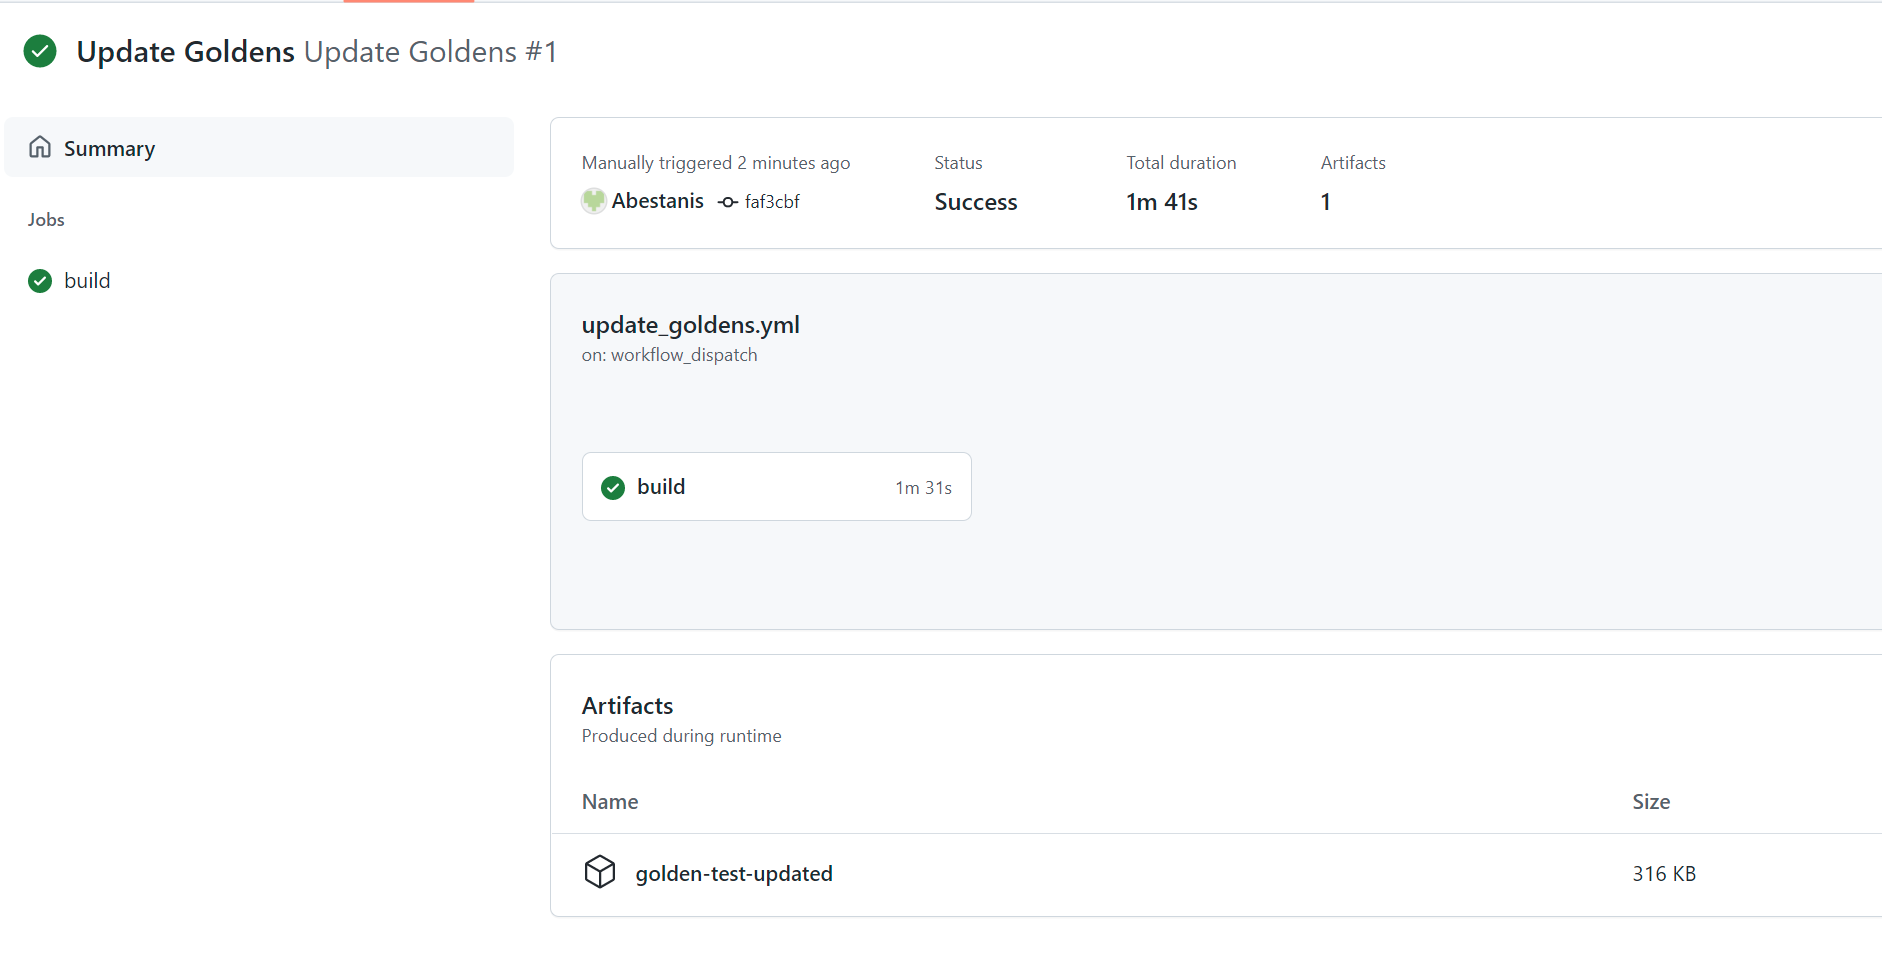 Update Goldens Update Goldens #1
Summary
Jobs
build
Manually triggered 2 minutes ago
Abestanis faf3cbf
Status
Success
Total duration
1m 41s
Artifacts
1
update_goldens.yml
on: workflow_dispatch
build 1m 31s
Artifacts
Produced during runtime
Name Size
golden-test-updated 316 KB